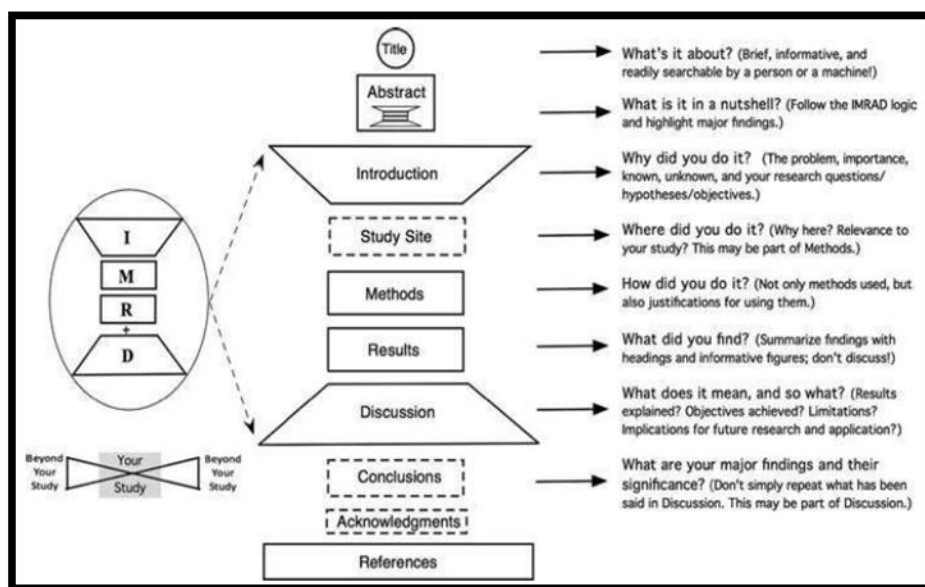 Title
What's it about? (Brief, informative, and
readily searchable by a person or a machine!)
Abstract
What is it in a nutshell? (Follow the IMRAD logic
and highlight major findings.)
Introduction
Why did you do it? (The problem, importance,
known, unknown, and your research questions/
hypotheses/objectives.)
Study Site
Where did you do it? (Why here? Relevance to
your study? This may be part of Methods.)
Methods
How did you do it? (Not only methods used, but
also justifications for using them.)
Results
What did you find? (Summarize findings with
headings and informative figures; don't discuss!)
Discussion
What does it mean, and so what? (Results
explained? Objectives achieved? Limitations?
Implications for future research and application?)
Conclusions
What are your major findings and their
significance? (Don't simply repeat what has been
said in Discussion. This may be part of Discussion.)
Acknowledgments
References
I
M
R
+
D
Beyond
Your
Study
Your
Study
Beyond
Your
Study